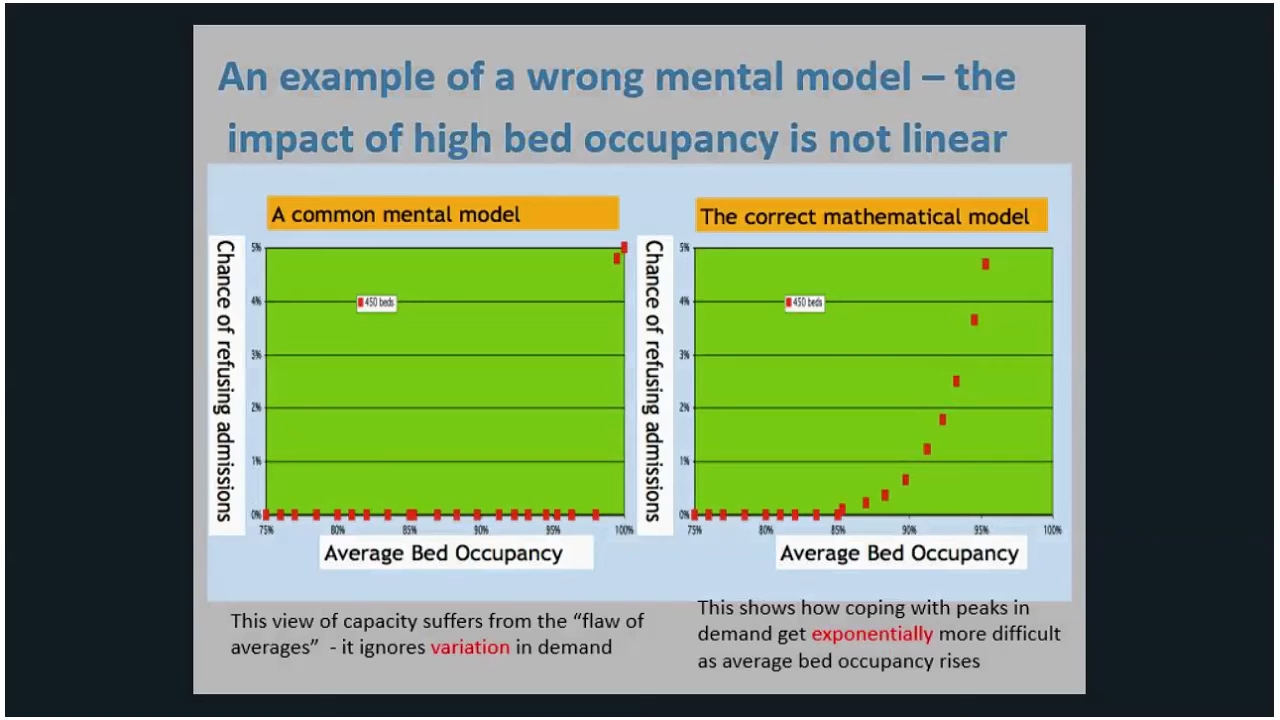 An example of a wrong mental model – the
impact of high bed occupancy is not linear
A common mental model
Chance of refusing admissions
5%
4%
3%
2%
1%
0%
450 beds
75%
80%
85%
90%
95%
100%
Average Bed Occupancy
This view of capacity suffers from the “flaw of
averages” - it ignores variation in demand
The correct mathematical model
Chance of refusing admissions
5%
4%
3%
2%
1%
0%
450 beds
75%
80%
85%
90%
95%
100%
Average Bed Occupancy
This shows how coping with peaks in
demand get exponentially more difficult
as average bed occupancy rises